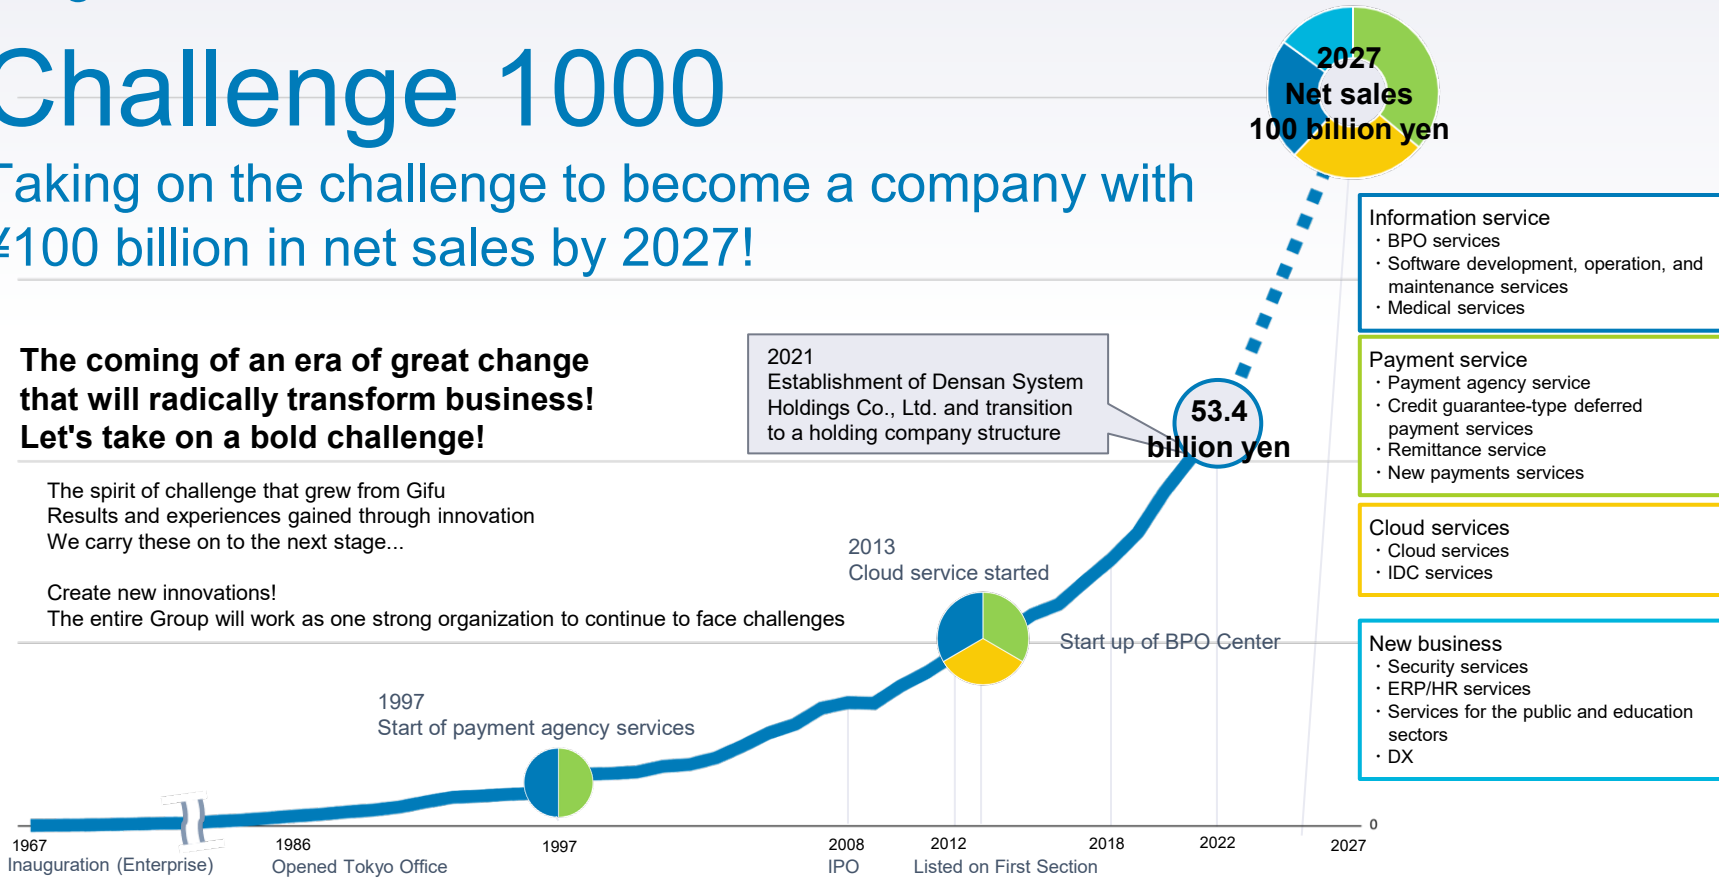 Challenge 1000
Taking on the challenge to become a company with
¥100 billion in net sales by 2027!
2027
Net sales
100 billion yen
The coming of an era of great change
that will radically transform business!
Let's take on a bold challenge!
The spirit of challenge that grew from Gifu
Results and experiences gained through innovation
We carry these on to the next stage...
Create new innovations!
The entire Group will work as one strong organization to continue to face challenges
2021
Establishment of Densan System
Holdings Co., Ltd. and transition
to a holding company structure
53.4
billion yen
2013
Cloud service started
Start up of BPO Center
1997
Start of payment agency services
Information service
・BPO services
・Software development, operation, and
maintenance services
・Medical services
Payment service
・Payment agency service
・Credit guarantee-type deferred
payment services
・Remittance service
・New payments services
Cloud services
・Cloud services
・IDC services
New business
・Security services
・ERP/HR services
・Services for the public and education
sectors
・DX
0
1967
Inauguration (Enterprise)
1986
Opened Tokyo Office
1997
2008
IPO
2012
Listed on First Section
2018
2022
2027